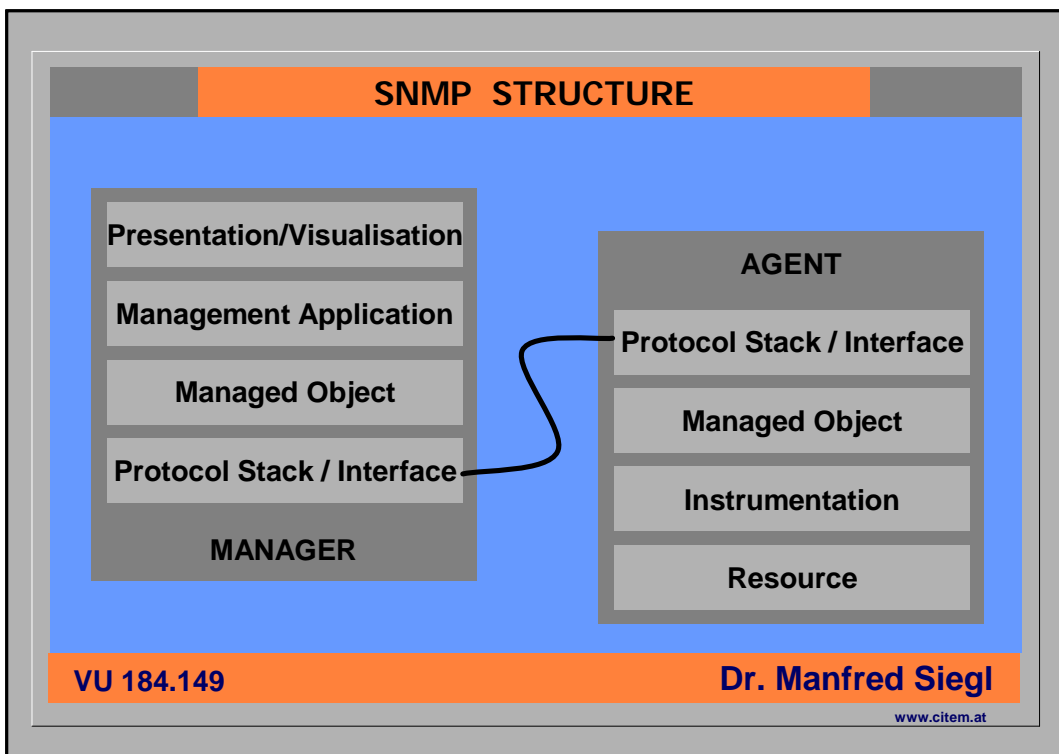 SNMP STRUCTURE
Presentation/Visualisation
Management Application
Managed Object
Protocol Stack / Interface
MANAGER
AGENT
Protocol Stack / Interface
Managed Object
Instrumentation
Resource
VU 184.149
Dr. Manfred Siegl
www.citem.at